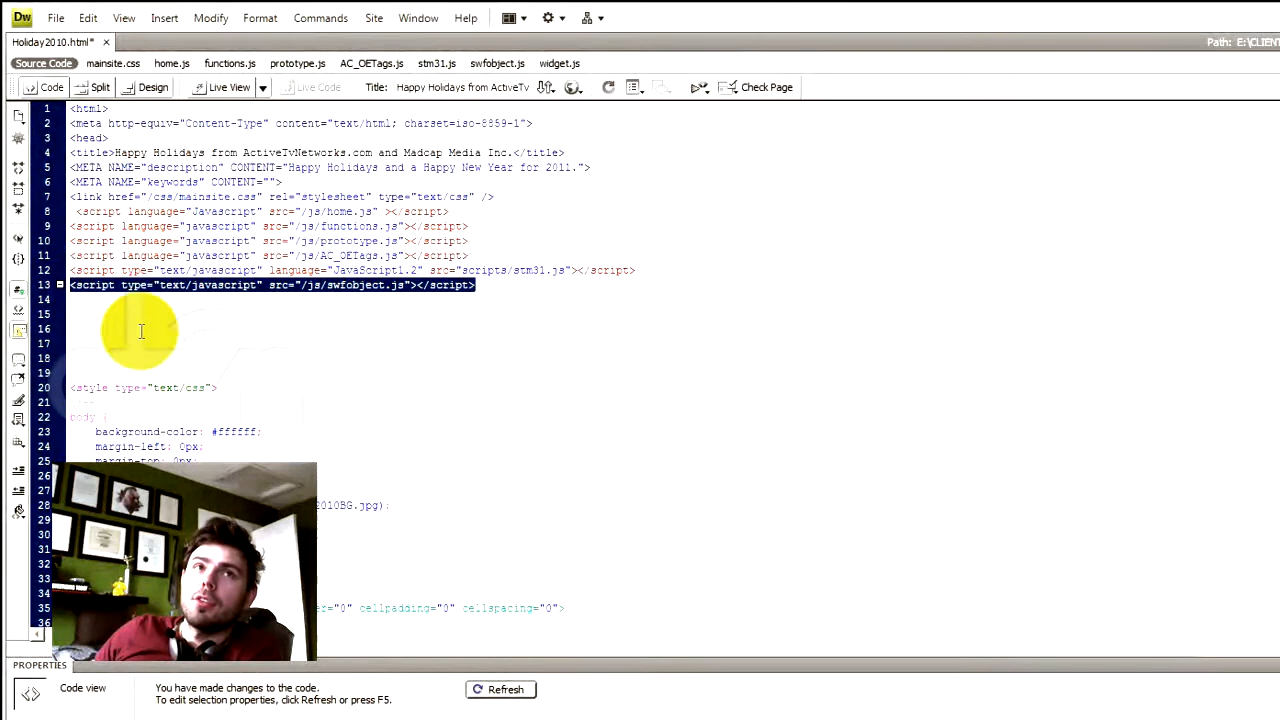 Dw File Edit View Insert Modify Format Commands Site Window Help
Holiday2010.html* × Path: E:\CLIENT
Source Code mainsite.css home.js functions.js prototype.js AC_OETags.js stm31.js swfobject.js widget.js
Code Split Design Live View Live Code Title: Happy Holidays from ActiveTv Check Page
1 <html>
2 <meta http-equiv="Content-Type" content="text/html; charset=iso-8859-1">
3 <head>
4 <title>Happy Holidays from ActiveTvNetworks.com and Madcap Media Inc.</title>
5 <META NAME="description" CONTENT="Happy Holidays and a Happy New Year for 2011.">
6 <META NAME="keywords" CONTENT="">
7 <link href="/css/mainsite.css" rel="stylesheet" type="text/css" />
8 <script language="Javascript" src="/js/home.js" ></script>
9 <script language="javascript" src="/js/functions.js"></script>
10 <script language="javascript" src="/js/prototype.js"></script>
11 <script language="javascript" src="/js/AC_OETags.js"></script>
12 <script type="text/javascript" language="JavaScript1.2" src="scripts/stm31.js"></script>
13 <script type="text/javascript" src="/js/swfobject.js"></script>
14
15
16
17
18
19
20 <style type="text/css">
21
22 body {
23 background-color: #ffffff;
24 margin-left: 0px;
25 margin-top: 0px;
26
27
28 2010BG.jpg);
29
30
31
32
33
34
35 er="0" cellpadding="0" cellspacing="0">
36
PROPERTIES
Code view You have made changes to the code. Refresh
To edit selection properties, click Refresh or press F5.